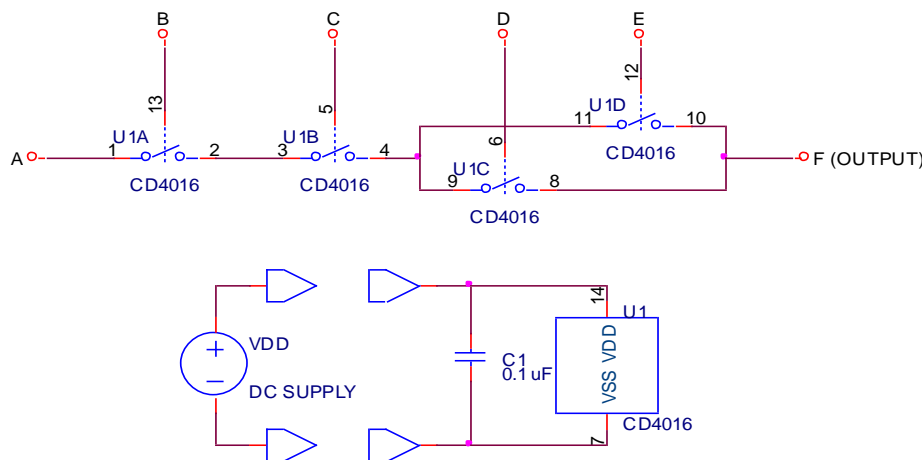 B
C
D
E
13
5
6
12
U1A
U1B
U1C
U1D
A
1
2
3
4
9
8
11
10
F (OUTPUT)
CD4016
CD4016
CD4016
CD4016
VDD
DC SUPPLY
C1
0.1 uF
14
U1
VSS VDD
7
CD4016